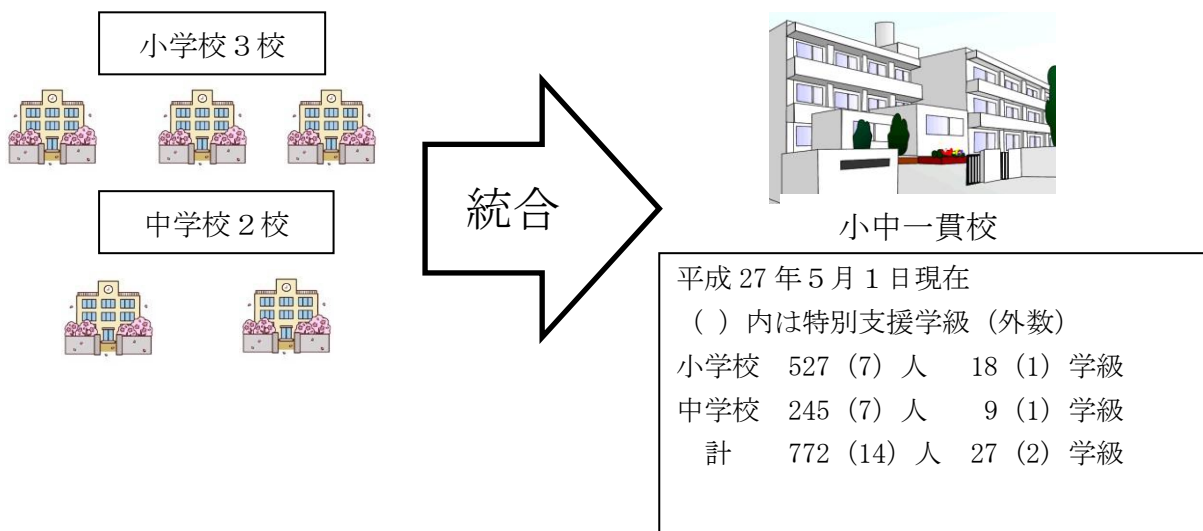 小学校３校
中学校２校
統合
小中一貫校
平成 27 年５月１日現在
（ ）内は特別支援学級（外数）
小学校　527（7）人　18（1）学級
中学校　245（7）人　9（1）学級
計　772（14）人　27（2）学級